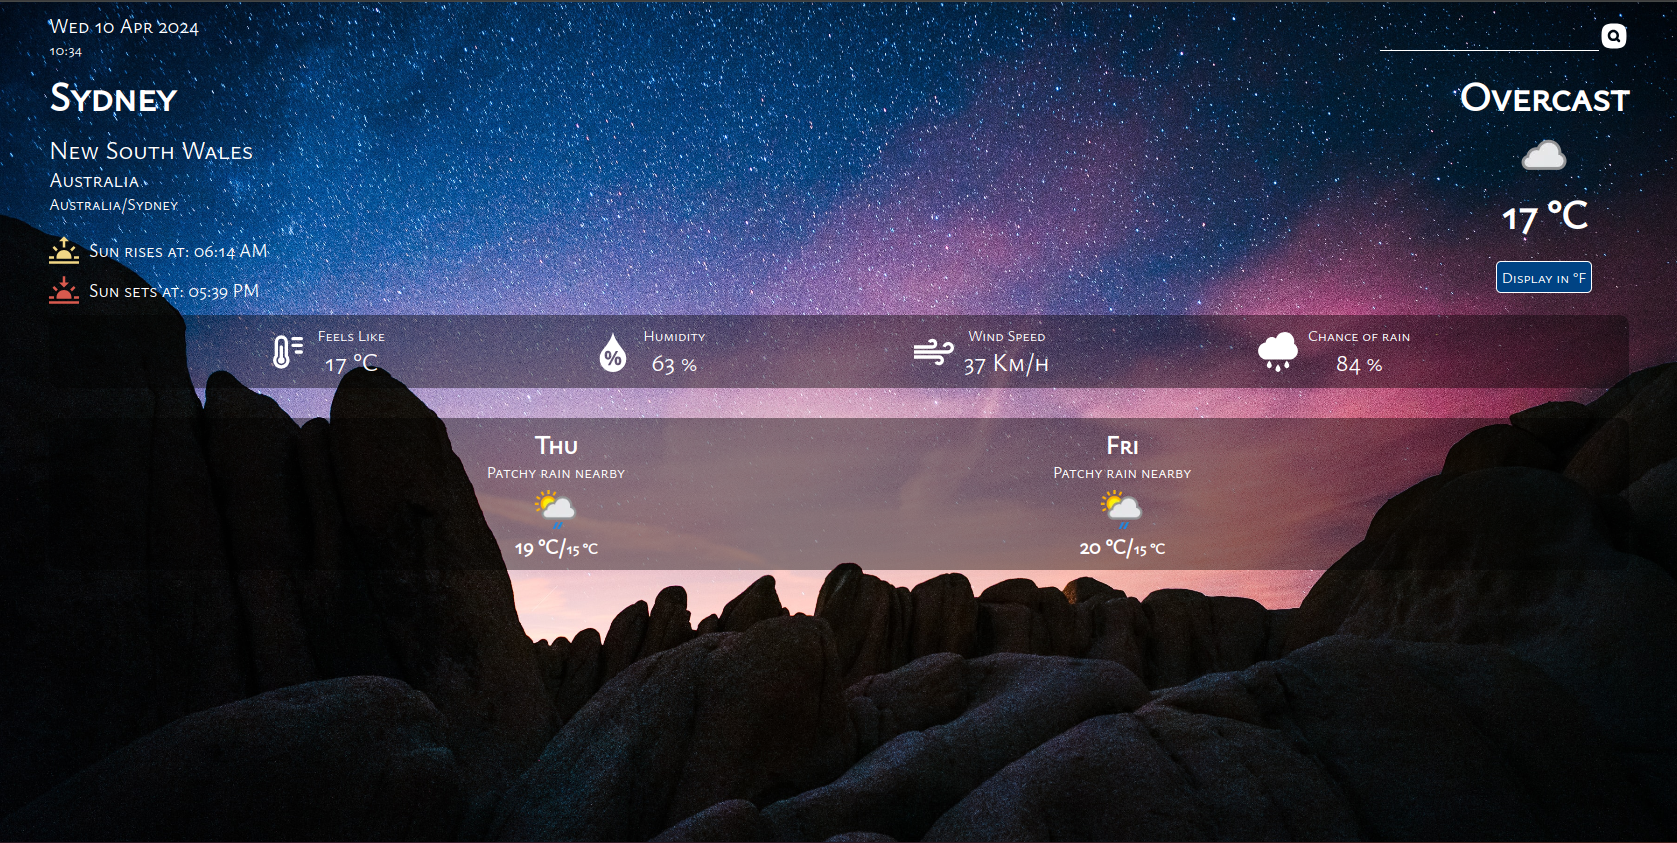 Wed 10 Apr 2024
10:34
Sydney
New South Wales
Australia
Australia/Sydney
Sun rises at: 06:14 AM
Sun sets at: 05:39 PM
Overcast
17 °C
Display in °F
Feels Like
17 °C
Humidity
63 %
Wind Speed
37 Km/h
Chance of rain
84 %
Thu
Patchy rain nearby
19 °C/15 °C
Fri
Patchy rain nearby
20 °C/15 °C